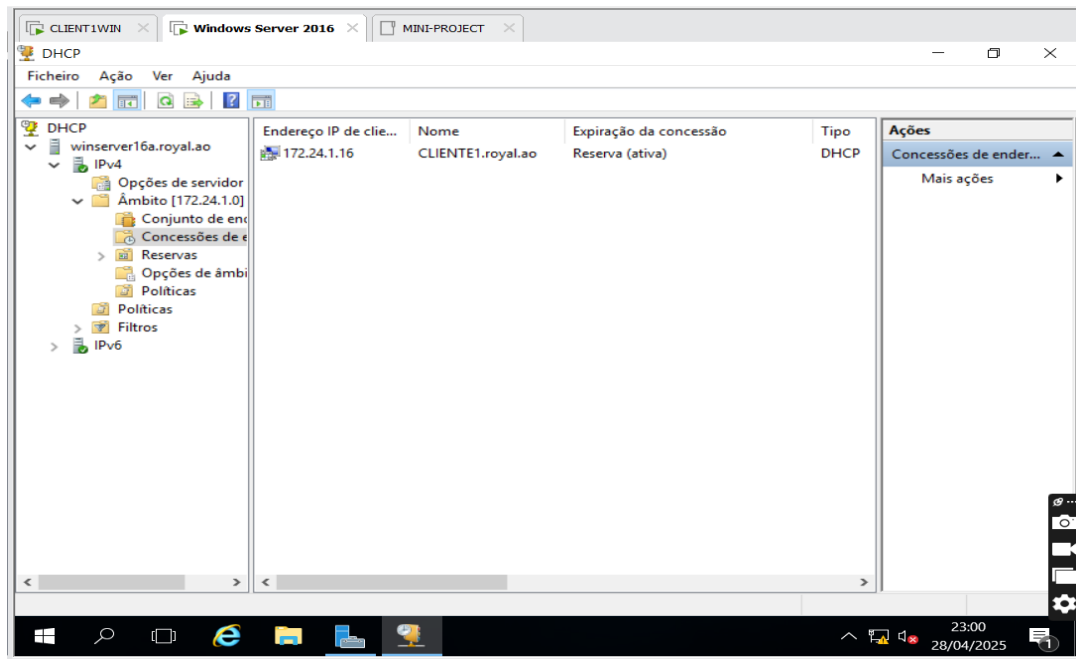 CLIENT1WIN
Windows Server 2016
MINI-PROJECT
DHCP
Ficheiro Ação Ver Ajuda
DHCP
winserver16a.royal.ao
IPv4
Opções de servidor
Âmbito [172.24.1.0]
Conjunto de end
Concessões de e
Reservas
Opções de âmbi
Políticas
Políticas
Filtros
IPv6
Endereço IP de clie... Nome Expiração da concessão Tipo
172.24.1.16 CLIENTE1.royal.ao Reserva (ativa) DHCP
Ações
Concessões de ender...
Mais ações
23:00
28/04/2025
1